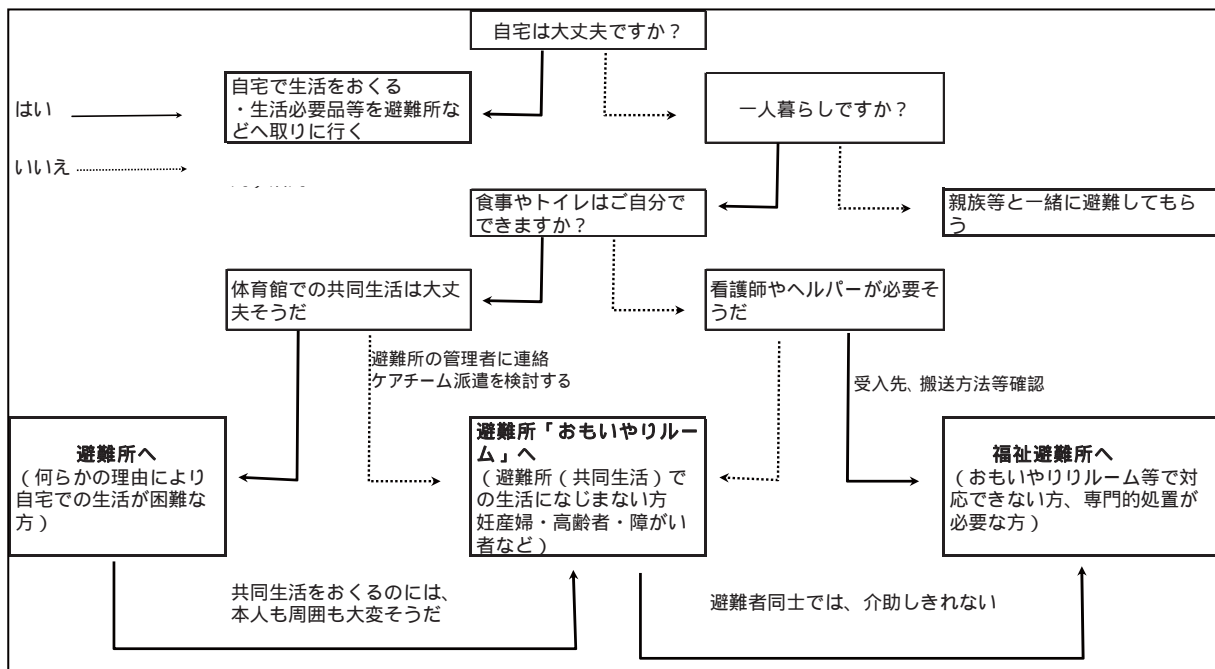 自宅は大丈夫ですか？
はい
自宅で生活をおくる
・生活必要品等を避難所な
どへ取りに行く
一人暮らしですか？
いいえ
食事やトイレはご自分で
できますか？
親族等と一緒に避難してもら
う
体育館での共同生活は大丈
夫そうだ
看護師やヘルパーが必要そ
うだ
避難所の管理者に連絡
ケアチーム派遣を検討する
受入先、搬送方法等確認
避難所へ
（何らかの理由により
自宅での生活が困難な
方）
避難所「おもいやりルー
ム」へ
（避難所（共同生活）で
の生活になじまない方
妊産婦・高齢者・障がい
者など）
福祉避難所へ
（おもいやりりルーム等で対
応できない方、専門的処置が
必要な方）
共同生活をおくるのには、
本人も周囲も大変そうだ
避難者同士では、介助しきれない